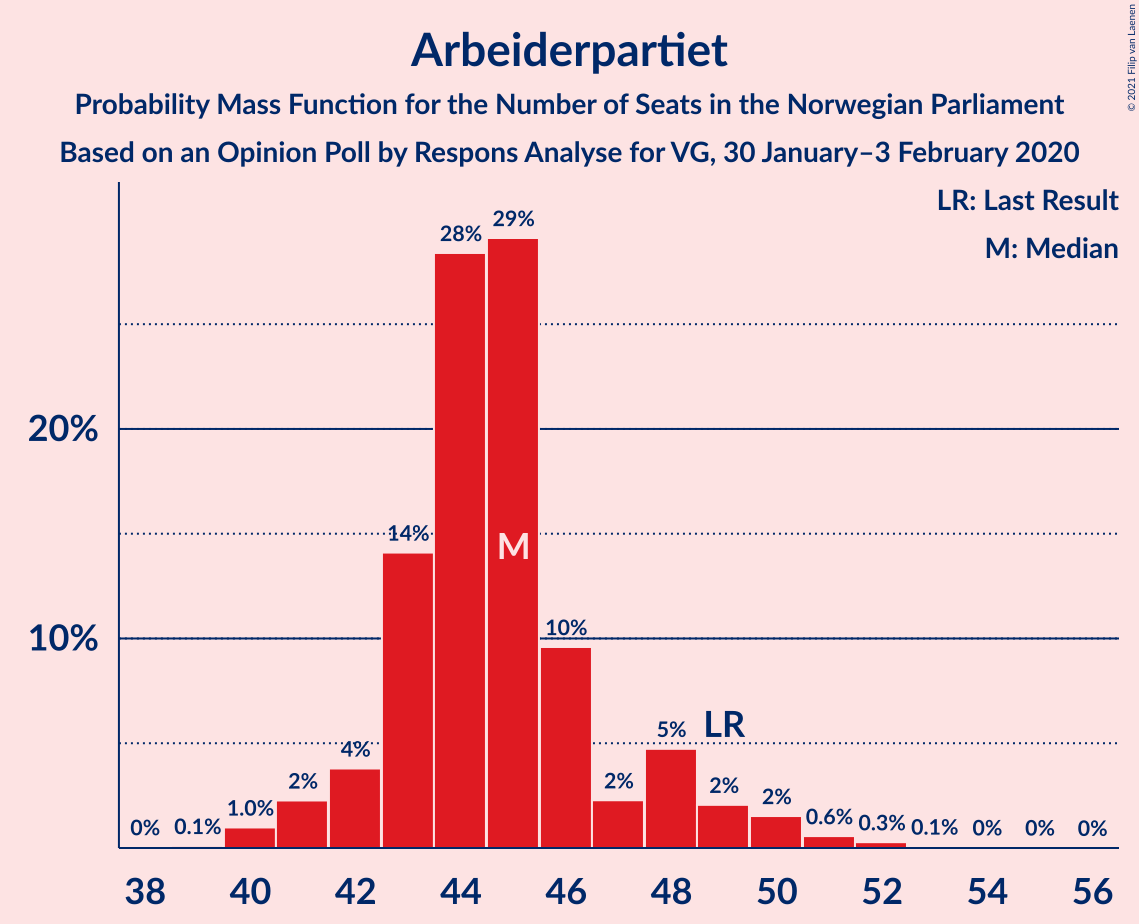 Arbeiderpartiet
Probability Mass Function for the Number of Seats in the Norwegian Parliament
Based on an Opinion Poll by Respons Analyse for VG, 30 January–3 February 2020
© 2021 Filip van Laenen
LR: Last Result
M: Median
20%
10%
0% 0.1% 1.0% 2% 4% 14% 28% 29% 10% 2% 5% 2% 2% 0.6% 0.3% 0.1% 0% 0% 0%
M
LR
38 40 42 44 46 48 50 52 54 56